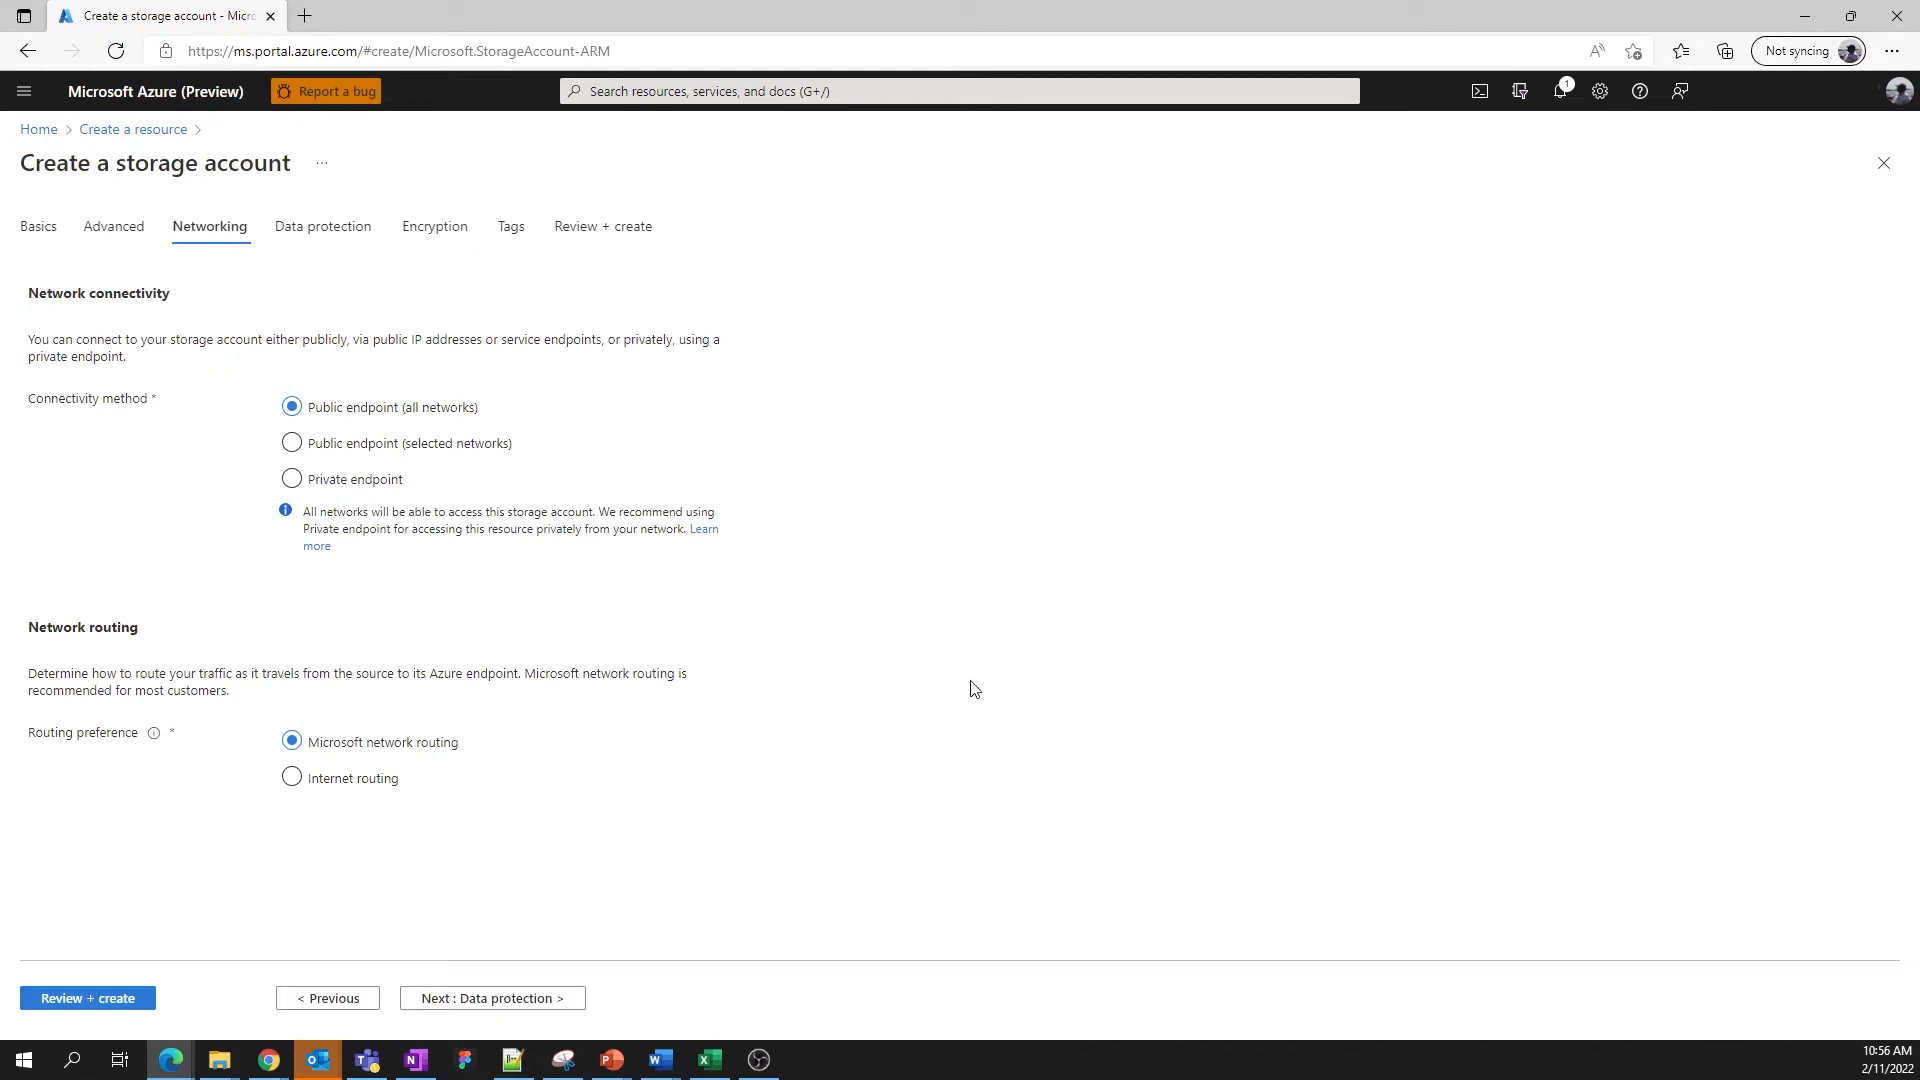 Create a storage account - Micro
https://ms.portal.azure.com/#create/Microsoft.StorageAccount-ARM
Not syncing
Microsoft Azure (Preview)
Report a bug
Search resources, services, and docs (G+/)
1
Home > Create a resource >
Create a storage account ...
Basics
Advanced
Networking
Data protection
Encryption
Tags
Review + create
Network connectivity
You can connect to your storage account either publicly, via public IP addresses or service endpoints, or privately, using a
private endpoint.
Connectivity method *
Public endpoint (all networks)
Public endpoint (selected networks)
Private endpoint
All networks will be able to access this storage account. We recommend using
Private endpoint for accessing this resource privately from your network. Learn
more
Network routing
Determine how to route your traffic as it travels from the source to its Azure endpoint. Microsoft network routing is
recommended for most customers.
Routing preference *
Microsoft network routing
Internet routing
Review + create
< Previous
Next : Data protection >
10:56 AM
2/11/2022